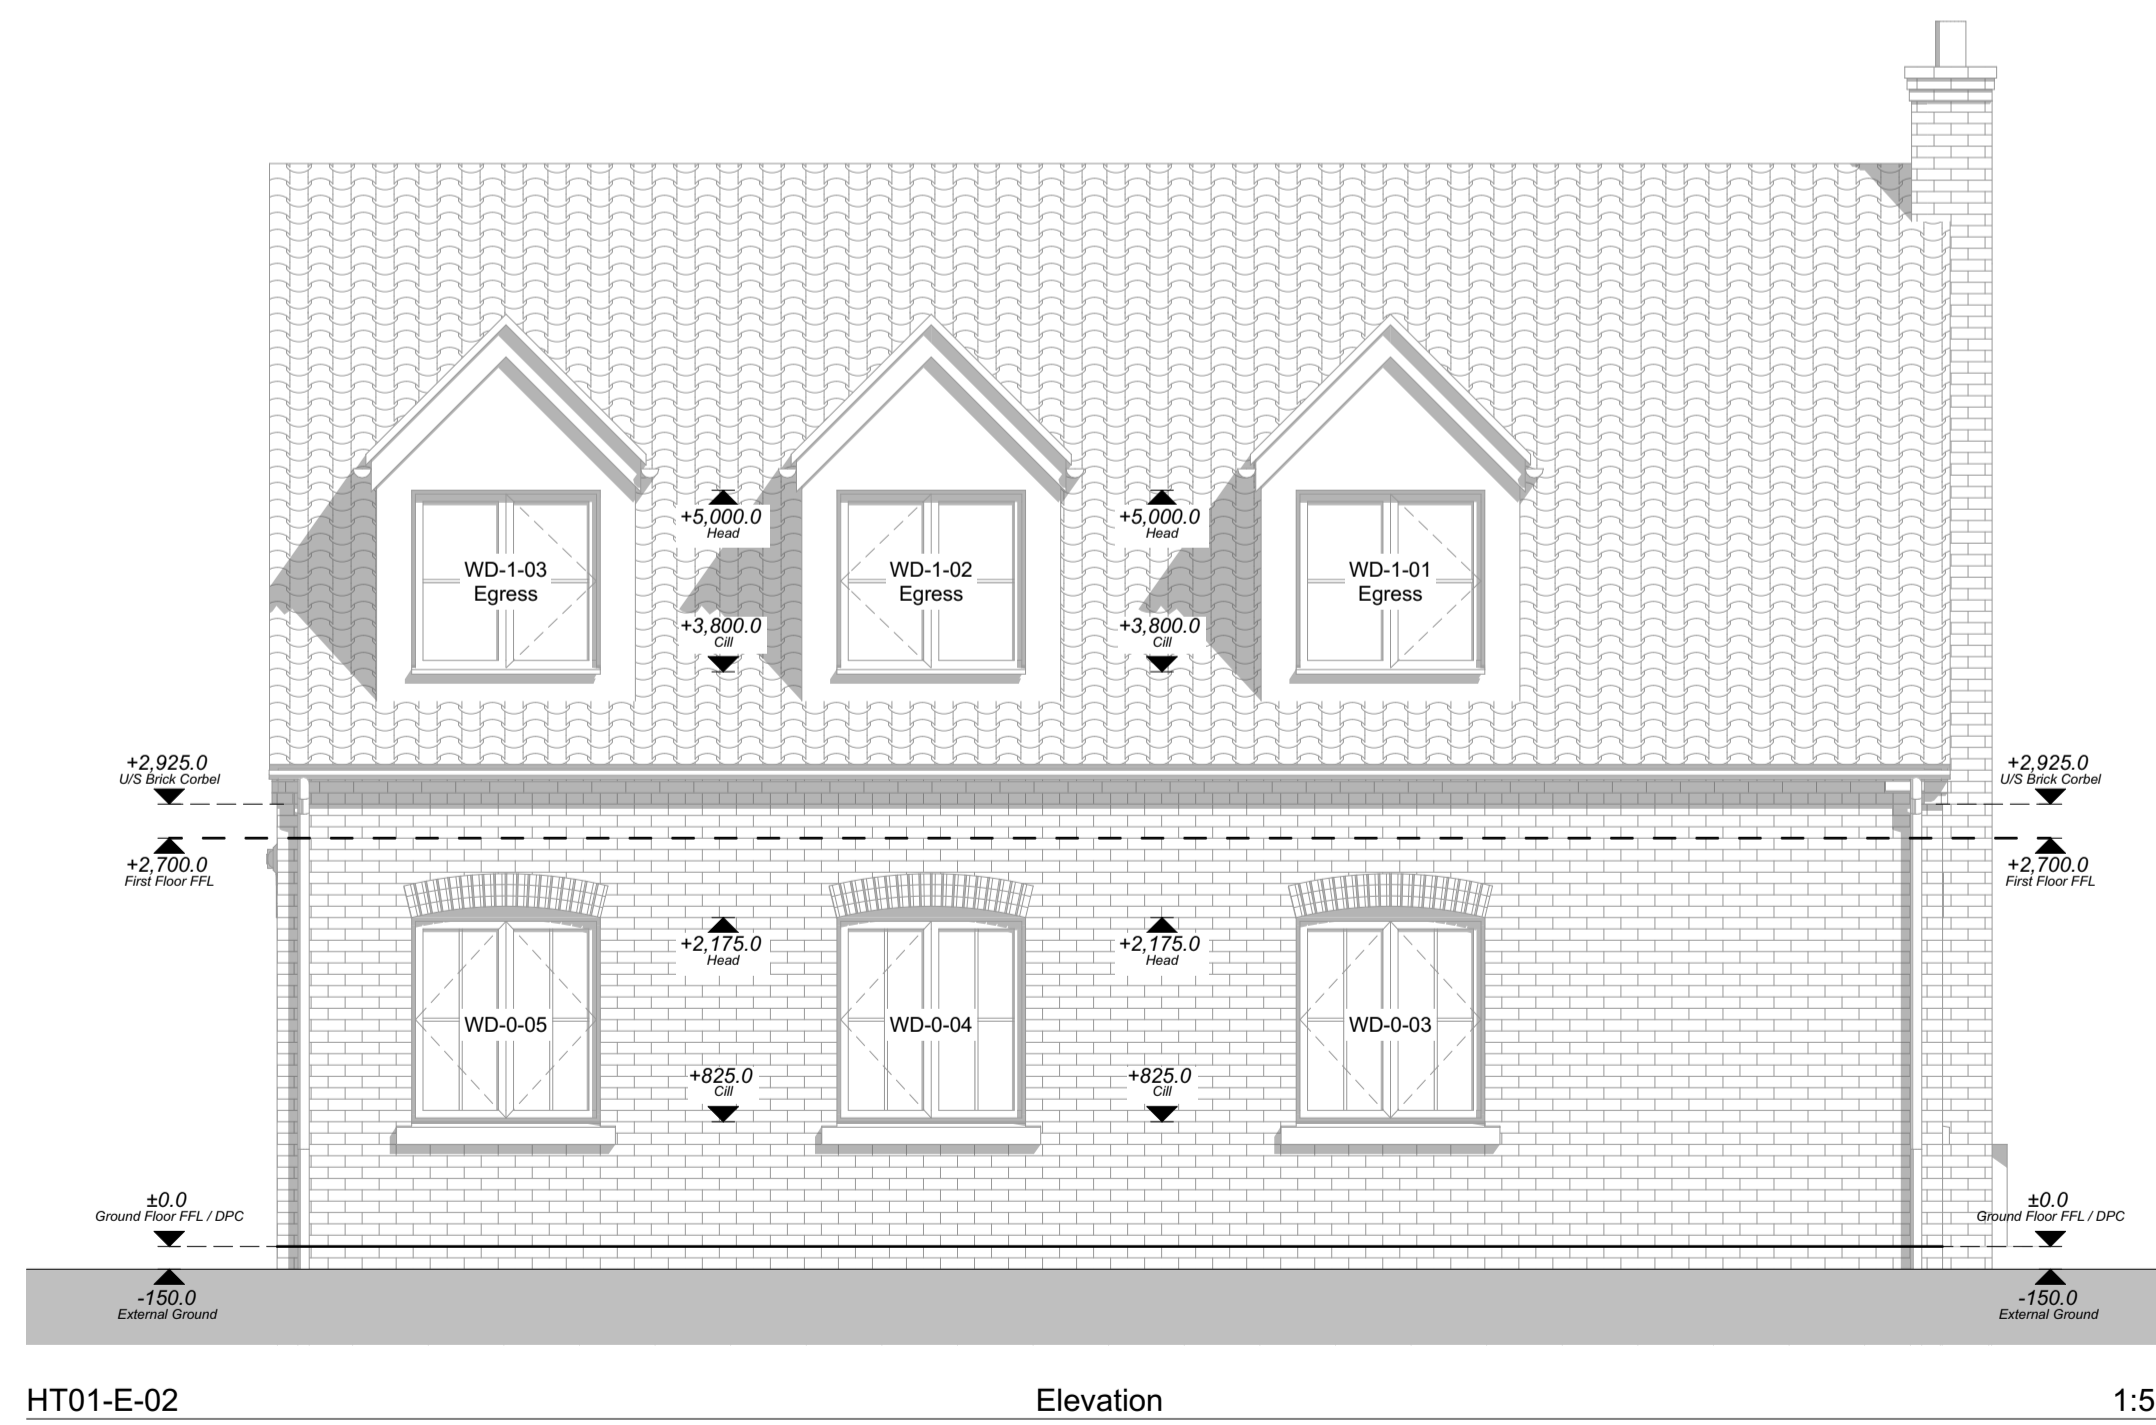 +5,000.0
Head
+5,000.0
Head
WD-1-03
Egress
WD-1-02
Egress
WD-1-01
Egress
+3,800.0
Cill
+3,800.0
Cill
+2,925.0
U/S Brick Corbel
+2,925.0
U/S Brick Corbel
+2,700.0
First Floor FFL
+2,700.0
First Floor FFL
+2,175.0
Head
+2,175.0
Head
WD-0-05
WD-0-04
WD-0-03
+825.0
Cill
+825.0
Cill
±0.0
Ground Floor FFL / DPC
±0.0
Ground Floor FFL / DPC
-150.0
External Ground
-150.0
External Ground
HT01-E-02
Elevation
1:5